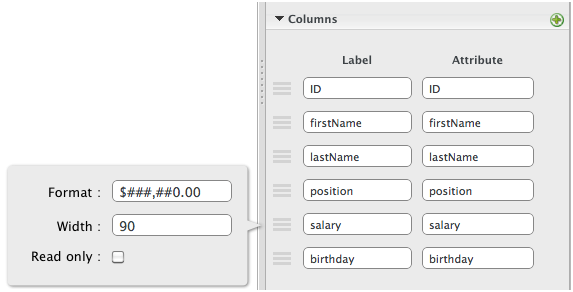 Columns
Label Attribute
ID ID
firstName firstName
lastName lastName
position position
salary salary
birthday birthday
Format : $###,##0.00
Width : 90
Read only :